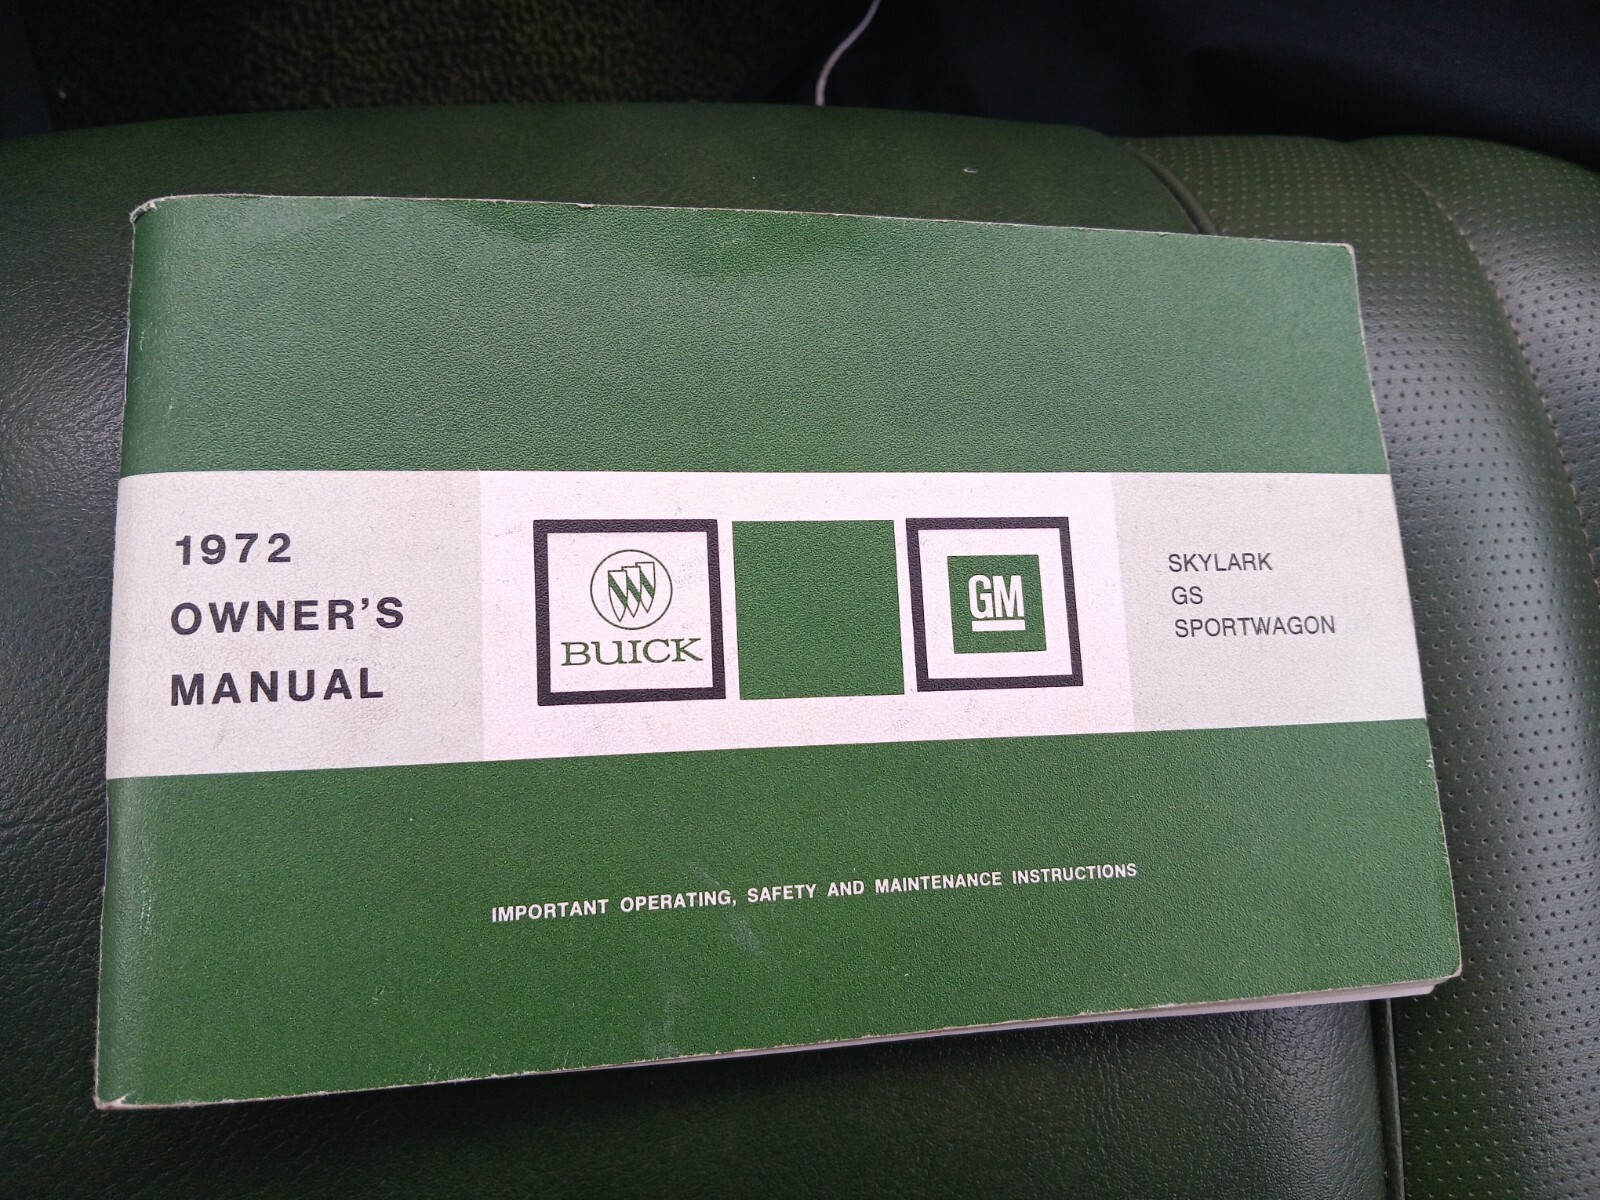 1972
OWNER'S
MANUAL
BUICK
GM
SKYLARK
GS
SPORTWAGON
IMPORTANT OPERATING, SAFETY AND MAINTENANCE INSTRUCTIONS